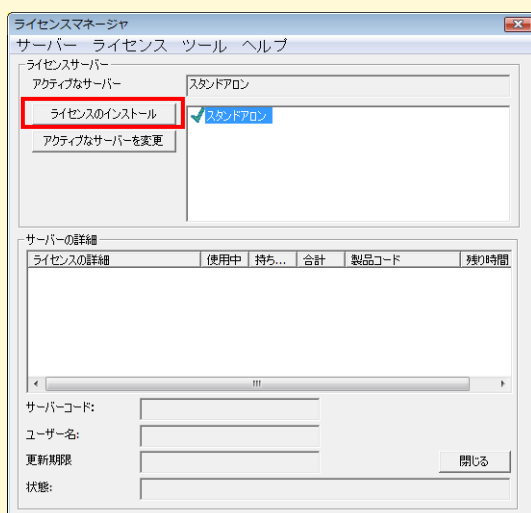 ライセンスマネージャ
サーバー ライセンス ツール ヘルプ
ライセンスサーバー
アクティブなサーバー スタンドアロン
ライセンスのインストール スタンドアロン
アクティブなサーバーを変更
サーバーの詳細
ライセンスの詳細 使用中 持ち... 合計 製品コード 残り時間
サーバーコード:
ユーザー名:
更新期限 閉じる
状態: